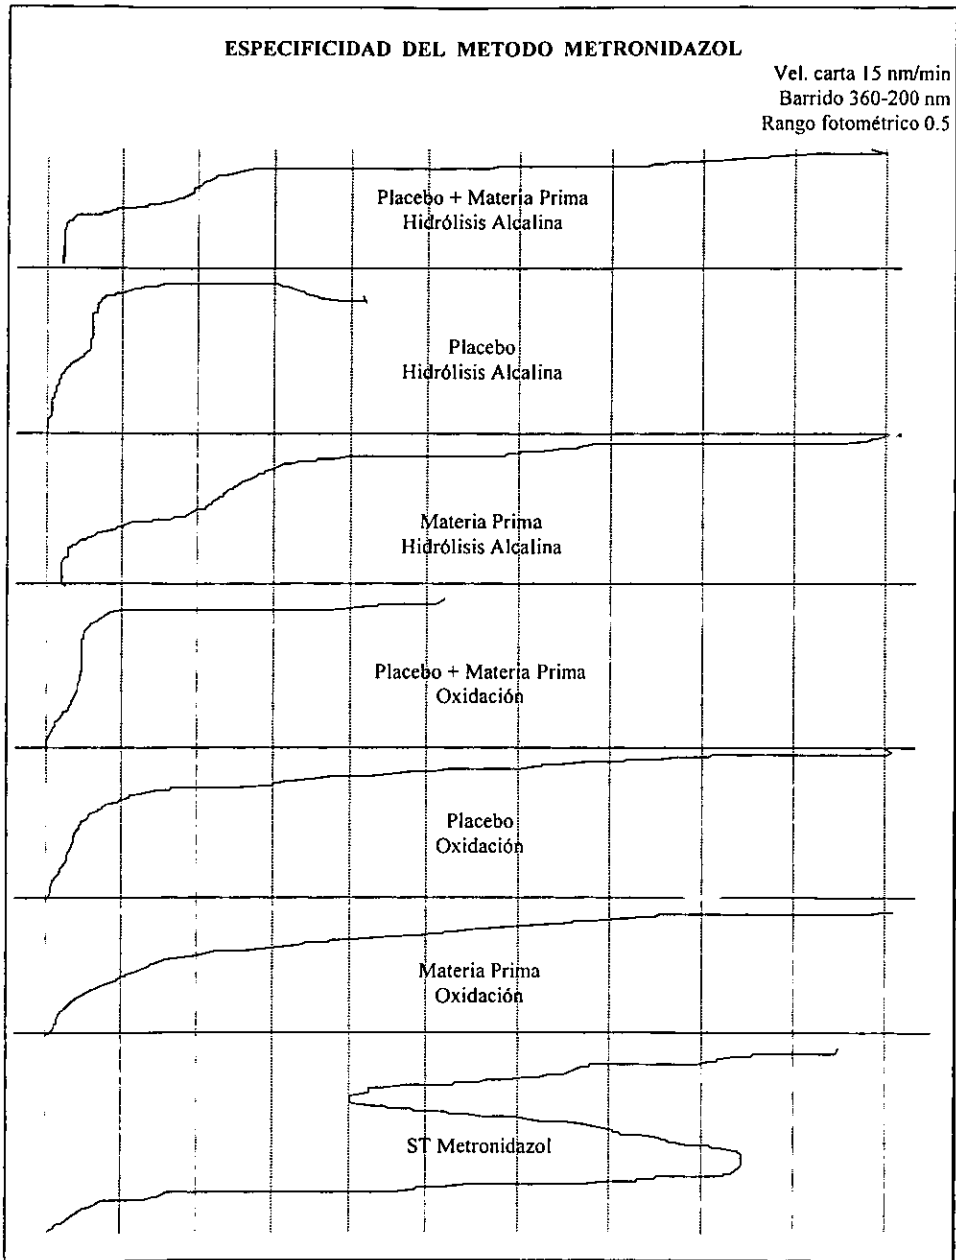 ESPECIFICIDAD DEL METODO METRONIDAZOL
Vel. carta 15 nm/min
Barrido 360-200 nm
Rango fotométrico 0.5
Placebo + Materia Prima
Hidrólisis Alcalina
Placebo
Hidrólisis Alcalina
Materia Prima
Hidrólisis Alcalina
Placebo + Materia Prima
Oxidación
Placebo
Oxidación
Materia Prima
Oxidación
ST Metronidazol